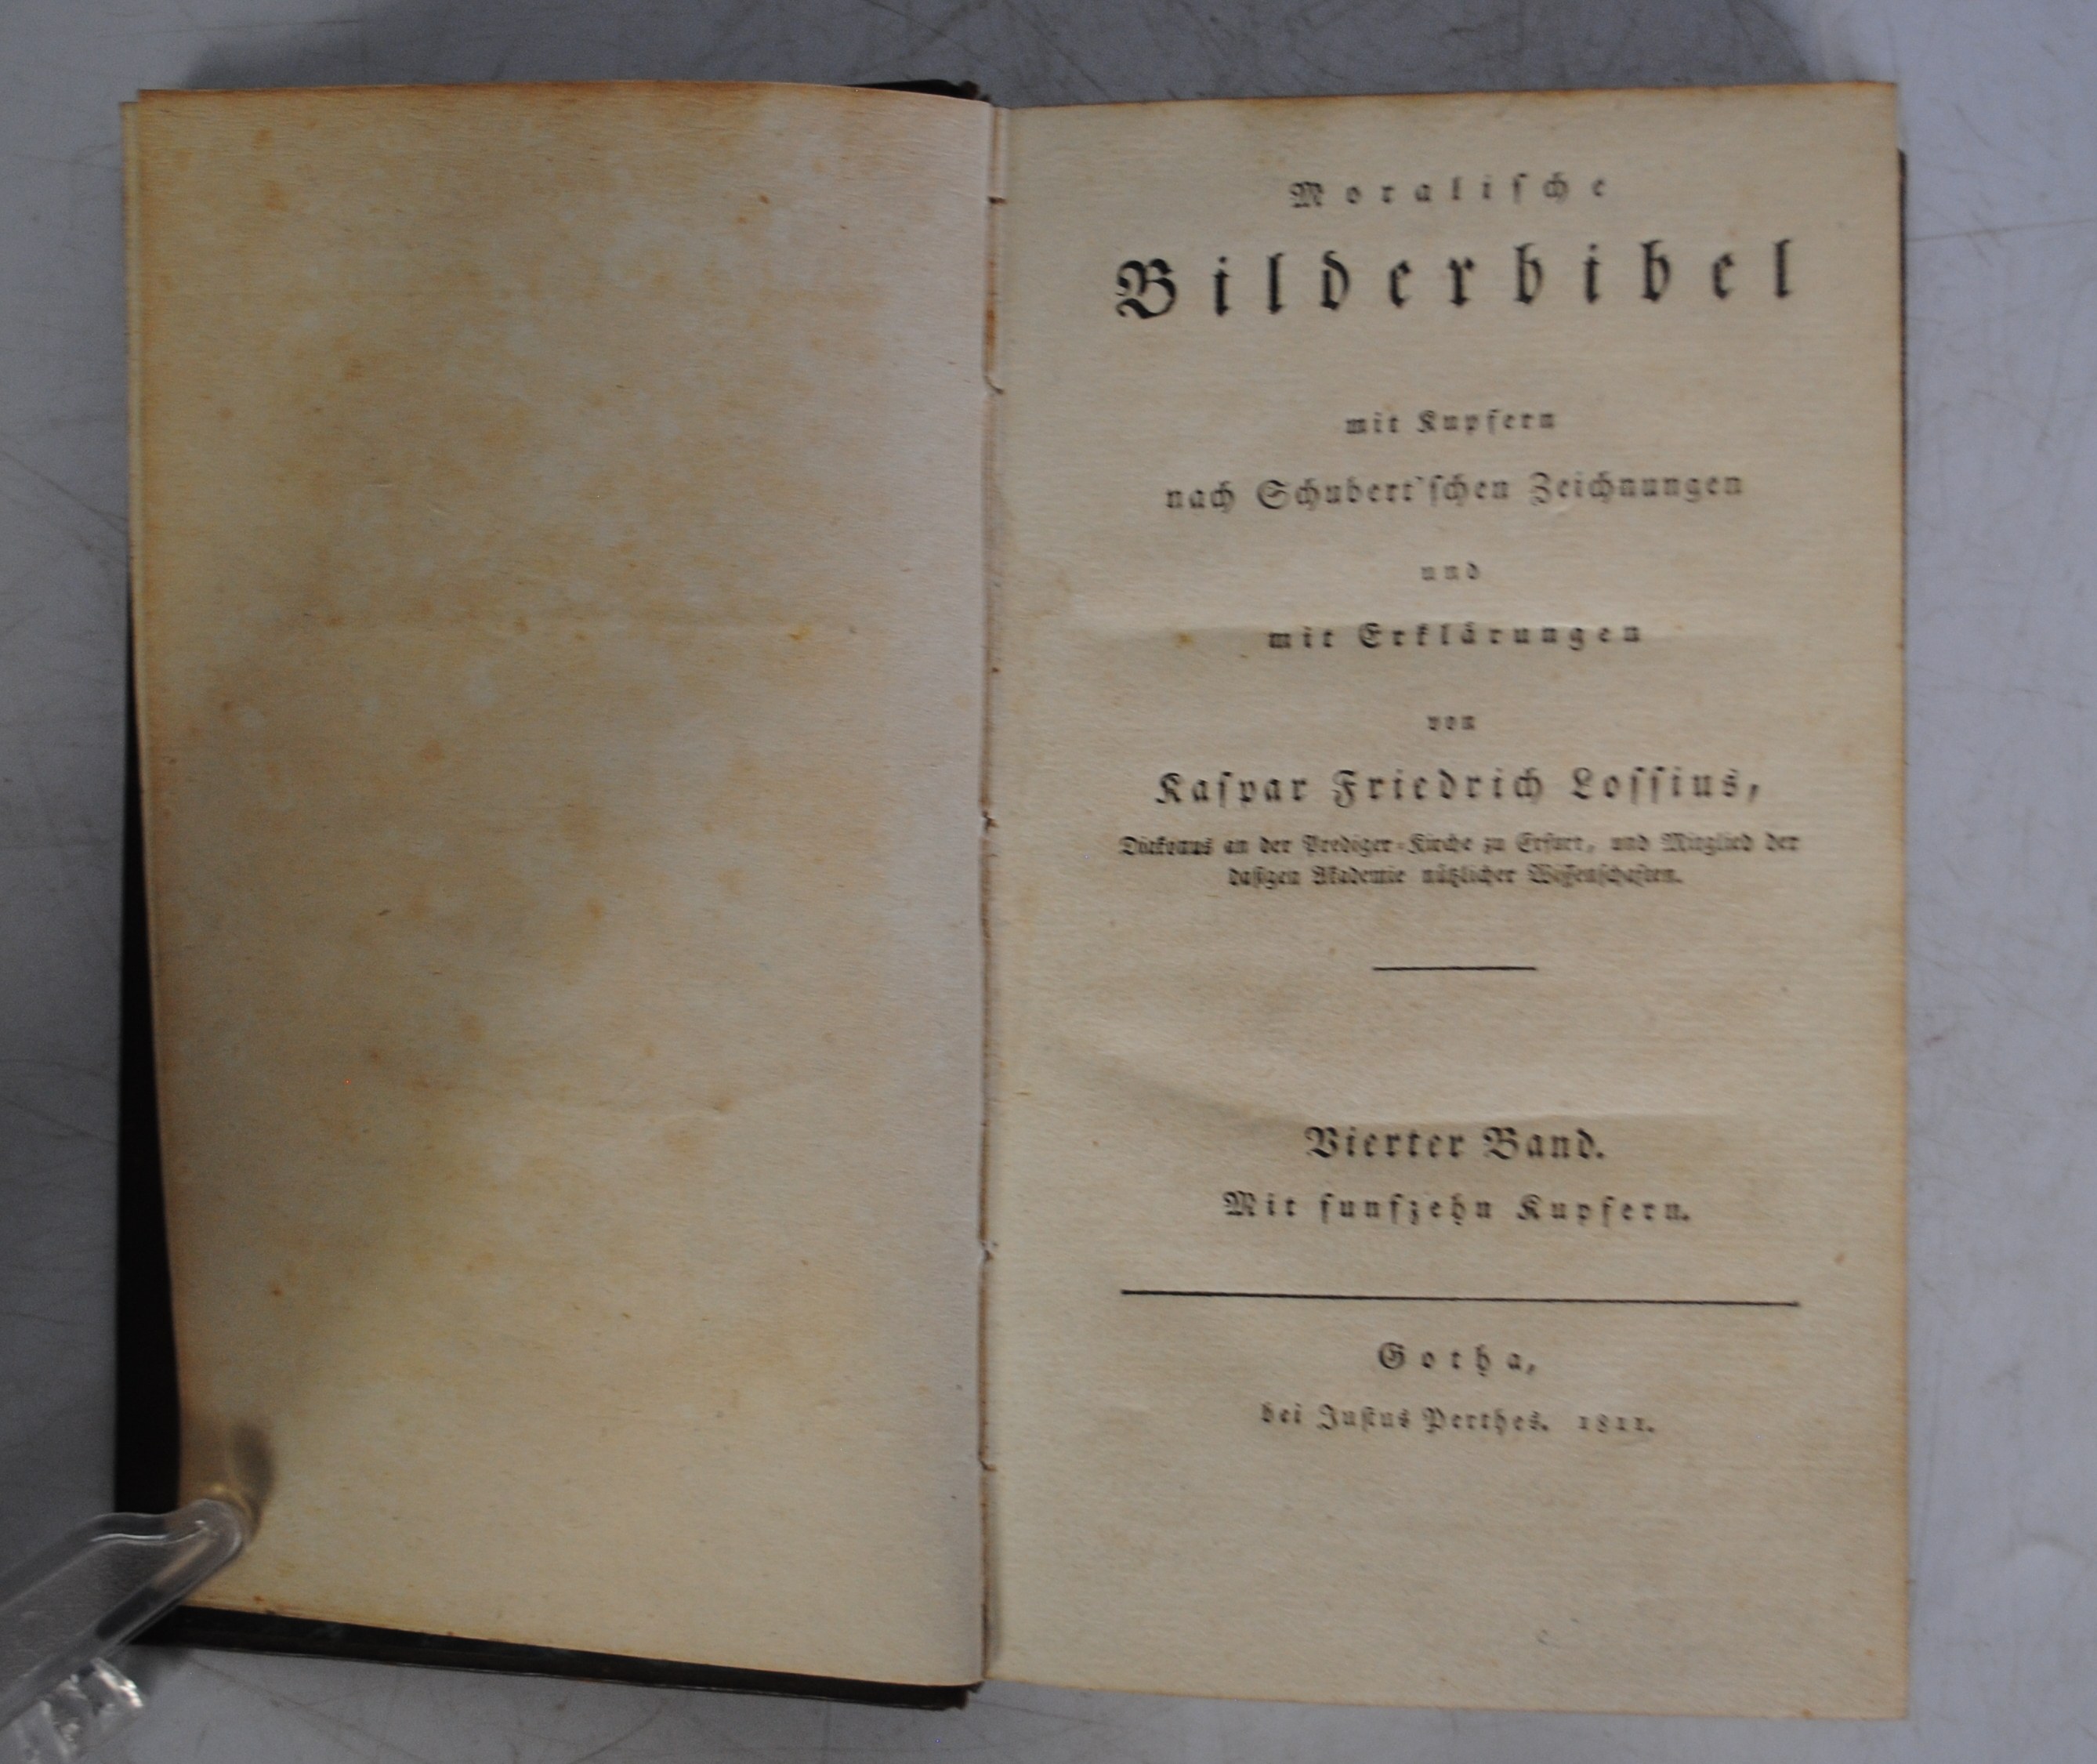 Moralische
Bilderbibel
mit Kupfern
nach Schubert'schen Zeichnungen
und
mit Erklärungen
von
Kaspar Friedrich Lossius,
Diakonus an der Prediger-Kirche zu Erfurt, und Mitglied der
dasigen Akademie nützlicher Wissenschaften.
Vierter Band.
Mit funfzehn Kupfern.
Gotha,
bei Justus Perthes. 1811.